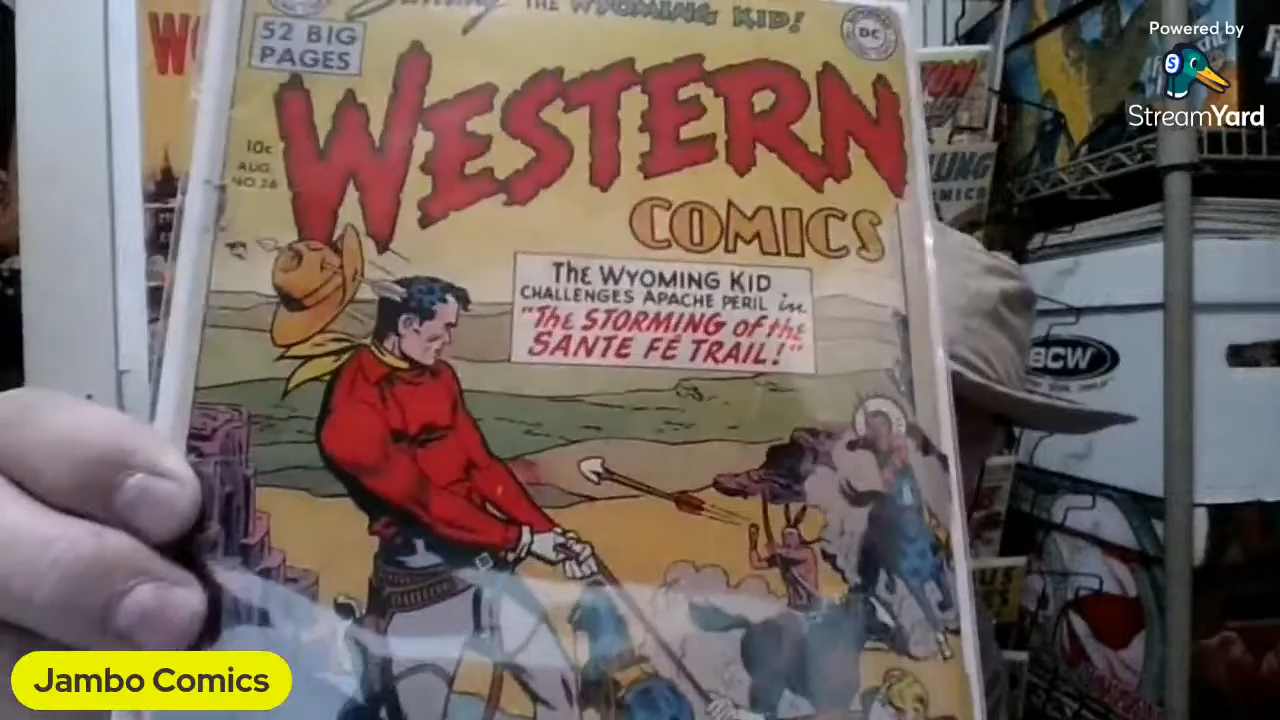 THE WYOMING KID!
52 BIG
PAGES
DC
WESTERN
COMICS
10¢
AUG.
NO. 26
THE WYOMING KID
CHALLENGES APACHE PERIL in
"THE STORMING of the
SANTE FE TRAIL!"
BCW
Powered by
StreamYard
Jambo Comics